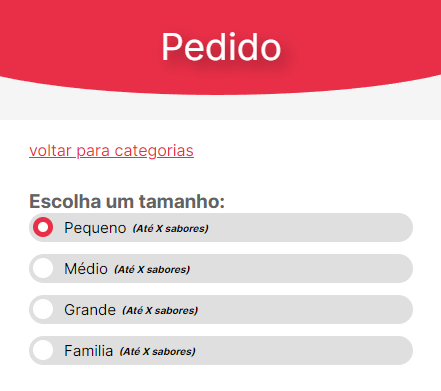 Pedido
voltar para categorias
Escolha um tamanho:
Pequeno (Até X sabores)
Médio (Até X sabores)
Grande (Até X sabores)
Familia (Até X sabores)